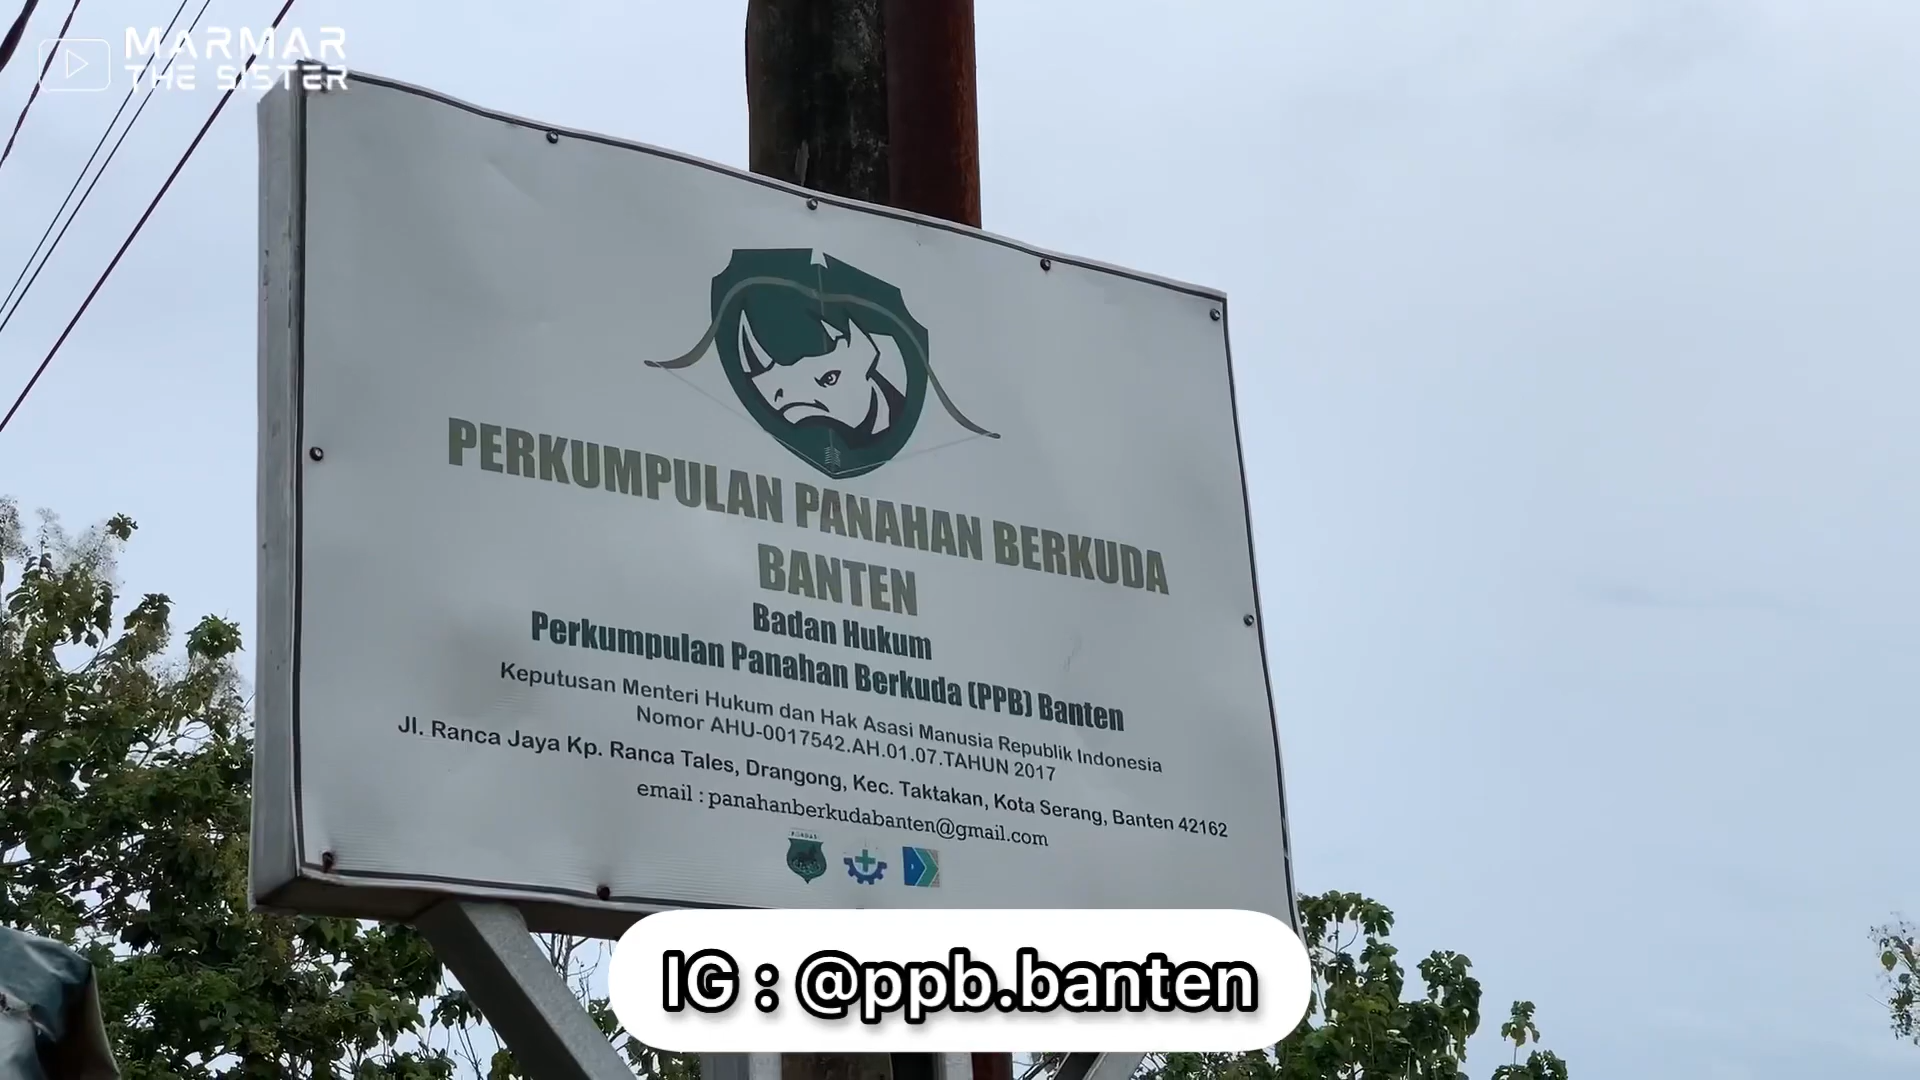 MARMAR
THE SISTER
PERKUMPULAN PANAHAN BERKUDA
BANTEN
Badan Hukum
Perkumpulan Panahan Berkuda (PPB) Banten
Keputusan Menteri Hukum dan Hak Asasi Manusia Republik Indonesia
Nomor AHU-0017542.AH.01.07.TAHUN 2017
Jl. Ranca Jaya Kp. Ranca Tales, Drangong, Kec. Taktakan, Kota Serang, Banten 42162
email : panahanberkudabanten@gmail.com
IG : @ppb.banten